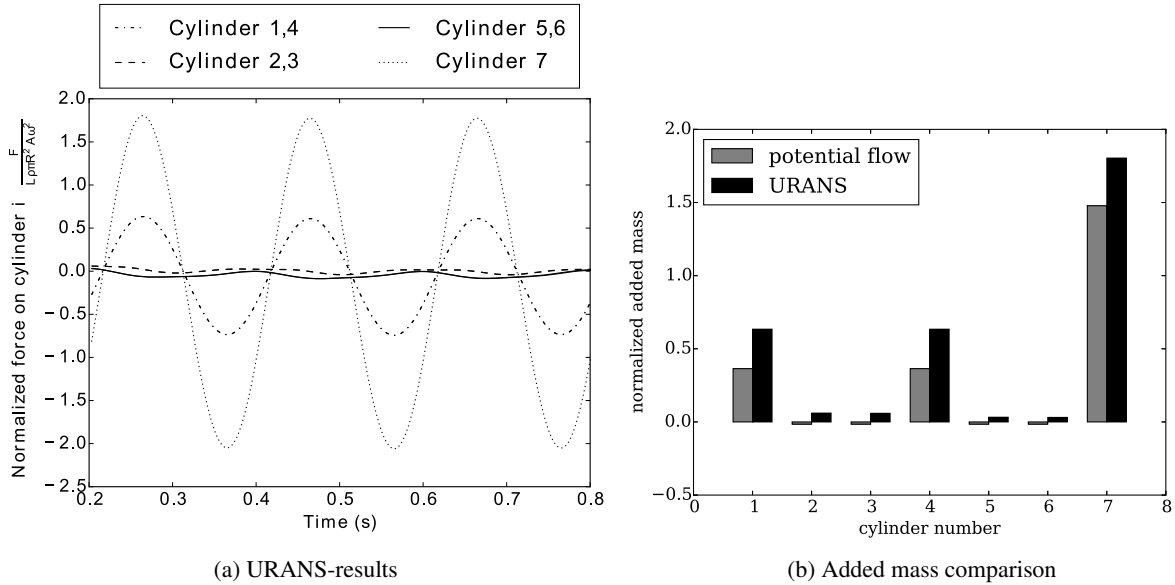 Cylinder 1,4
Cylinder 5,6
Cylinder 2,3
Cylinder 7
Normalized force on cylinder i F / LρπR² Aω²
2.0
1.5
1.0
0.5
0.0
−0.5
−1.0
−1.5
−2.0
−2.5
0.2 0.3 0.4 0.5 0.6 0.7 0.8
Time (s)
(a) URANS-results
potential flow
URANS
normalized added mass
2.0
1.5
1.0
0.5
0.0
−0.5
0 1 2 3 4 5 6 7 8
cylinder number
(b) Added mass comparison